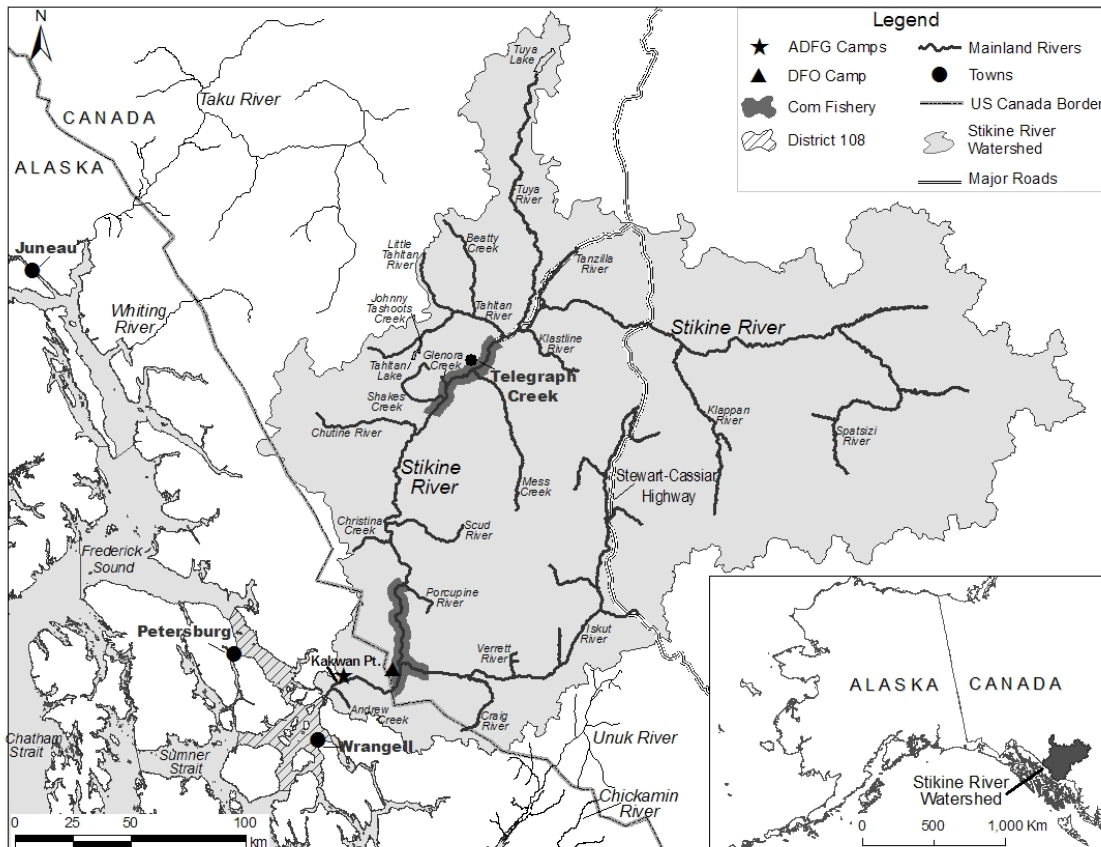 N
CANADA
ALASKA
Taku River
Juneau
Whiting
River
Tuya
Lake
Tuya
River
Beatty
Creek
Little
Tahltan
River
Tanzilla
River
Johnny
Tashoots
Creek
Tahltan
River
Stikine River
Klastline
River
Glenora
Creek
Tahltan
Lake
Telegraph
Creek
Shakes
Creek
Chutine River
Klappan
River
Spatsizi
River
Stikine
River
Mess
Creek
Stewart-Cassiar
Highway
Christina
Creek
Scud
River
Frederick
Sound
Porcupine
River
Petersburg
Iskut
River
Verrett
River
Kakwan Pt.
Andrew
Creek
Craig
River
Unuk River
Wrangell
Chatham
Strait
Sumner
Strait
Chickamin
River
0 25 50 100
km
Legend
ADFG Camps
DFO Camp
Com Fishery
District 108
Mainland Rivers
Towns
US Canada Border
Stikine River
Watershed
Major Roads
ALASKA CANADA
Stikine River
Watershed
0 500 1,000 Km